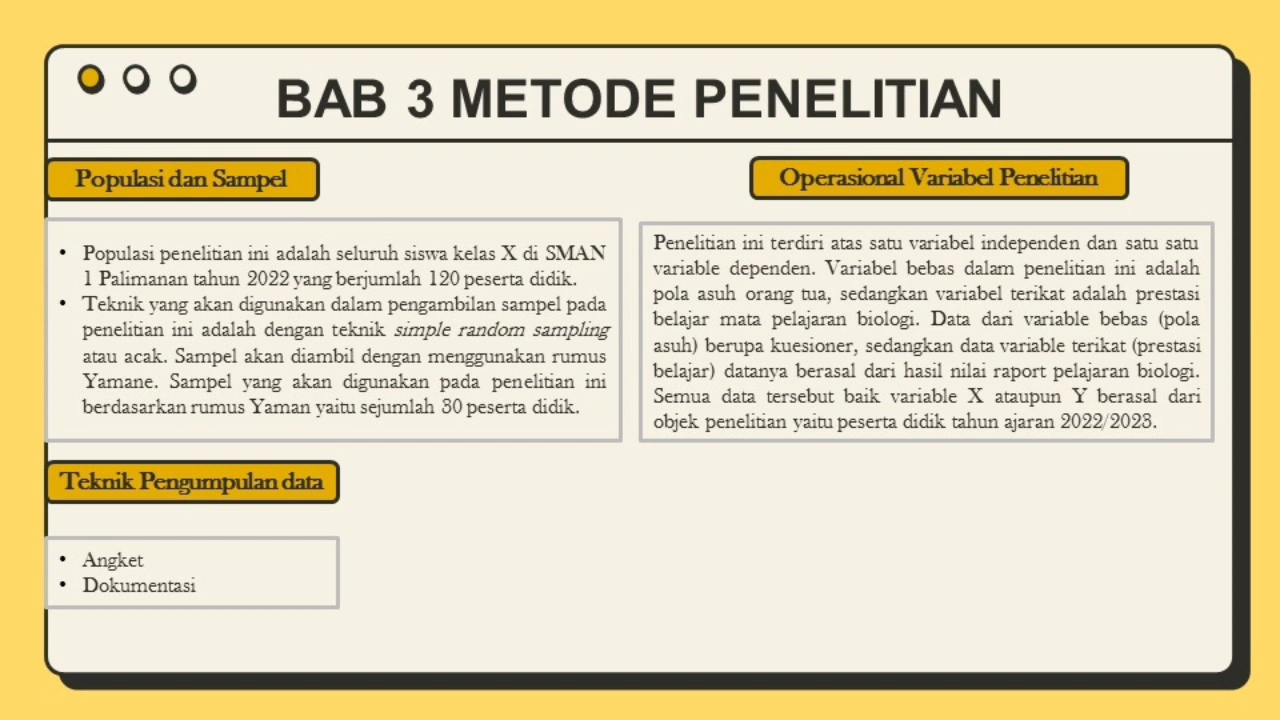 BAB 3 METODE PENELITIAN
Populasi dan Sampel
• Populasi penelitian ini adalah seluruh siswa kelas X di SMAN
1 Palimanan tahun 2022 yang berjumlah 120 peserta didik.
• Teknik yang akan digunakan dalam pengambilan sampel pada
penelitian ini adalah dengan teknik simple random sampling
atau acak. Sampel akan diambil dengan menggunakan rumus
Yamane. Sampel yang akan digunakan pada penelitian ini
berdasarkan rumus Yaman yaitu sejumlah 30 peserta didik.
Operasional Variabel Penelitian
Penelitian ini terdiri atas satu variabel independen dan satu satu
variable dependen. Variabel bebas dalam penelitian ini adalah
pola asuh orang tua, sedangkan variabel terikat adalah prestasi
belajar mata pelajaran biologi. Data dari variable bebas (pola
asuh) berupa kuesioner, sedangkan data variable terikat (prestasi
belajar) datanya berasal dari hasil nilai raport pelajaran biologi.
Semua data tersebut baik variable X ataupun Y berasal dari
objek penelitian yaitu peserta didik tahun ajaran 2022/2023.
Teknik Pengumpulan data
• Angket
• Dokumentasi